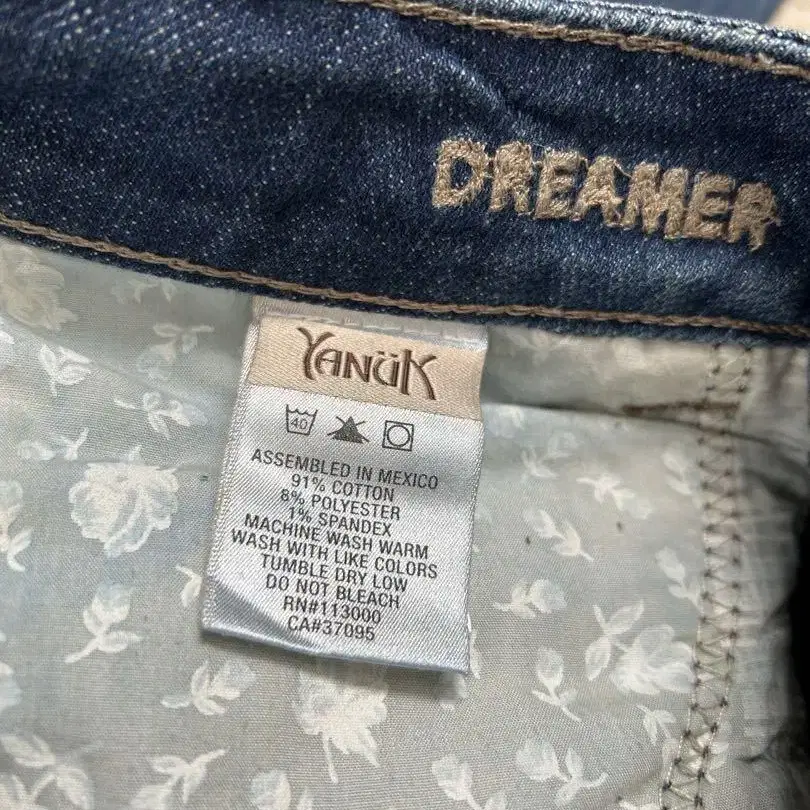 DREAMER
YANÜK
40
ASSEMBLED IN MEXICO
91% COTTON
8% POLYESTER
1% SPANDEX
MACHINE WASH WARM
WASH WITH LIKE COLORS
TUMBLE DRY LOW
DO NOT BLEACH
RN#113000
CA#37095